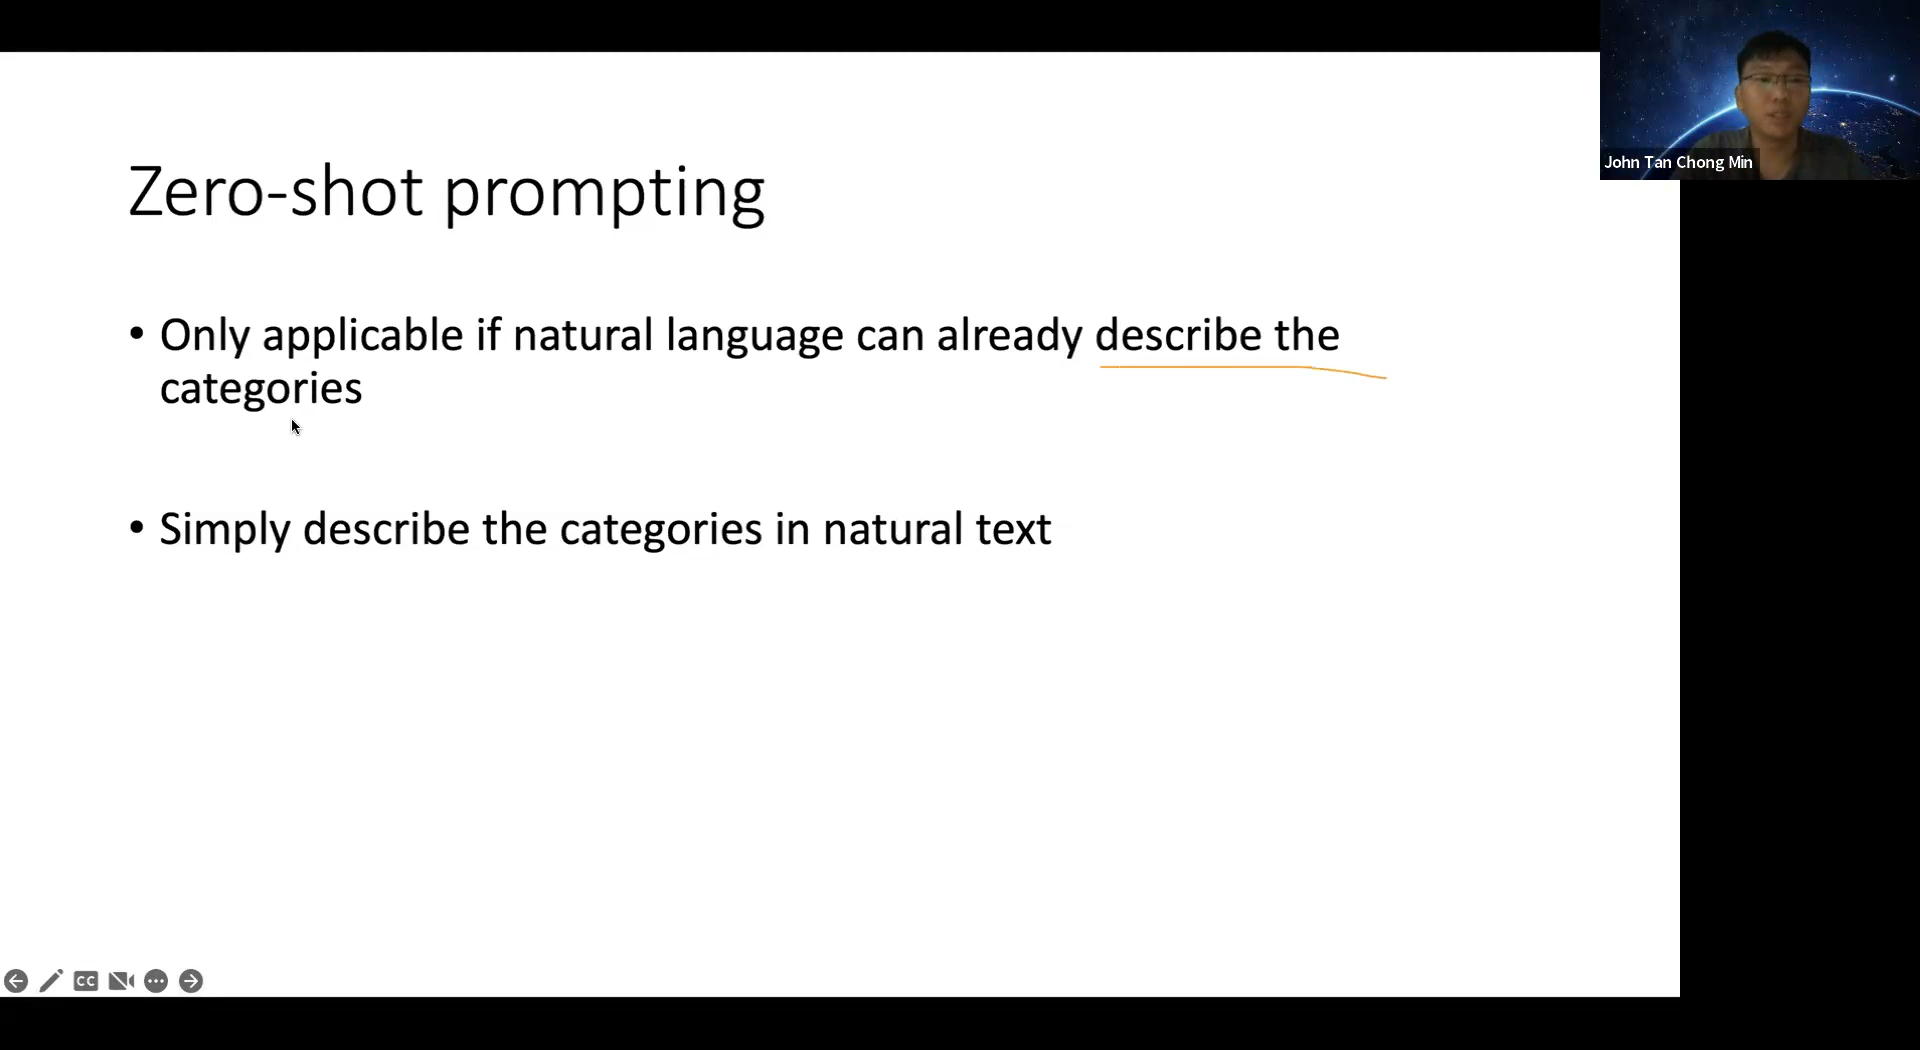 Zero-shot prompting
• Only applicable if natural language can already describe the
categories
• Simply describe the categories in natural text
John Tan Chong Min
CC